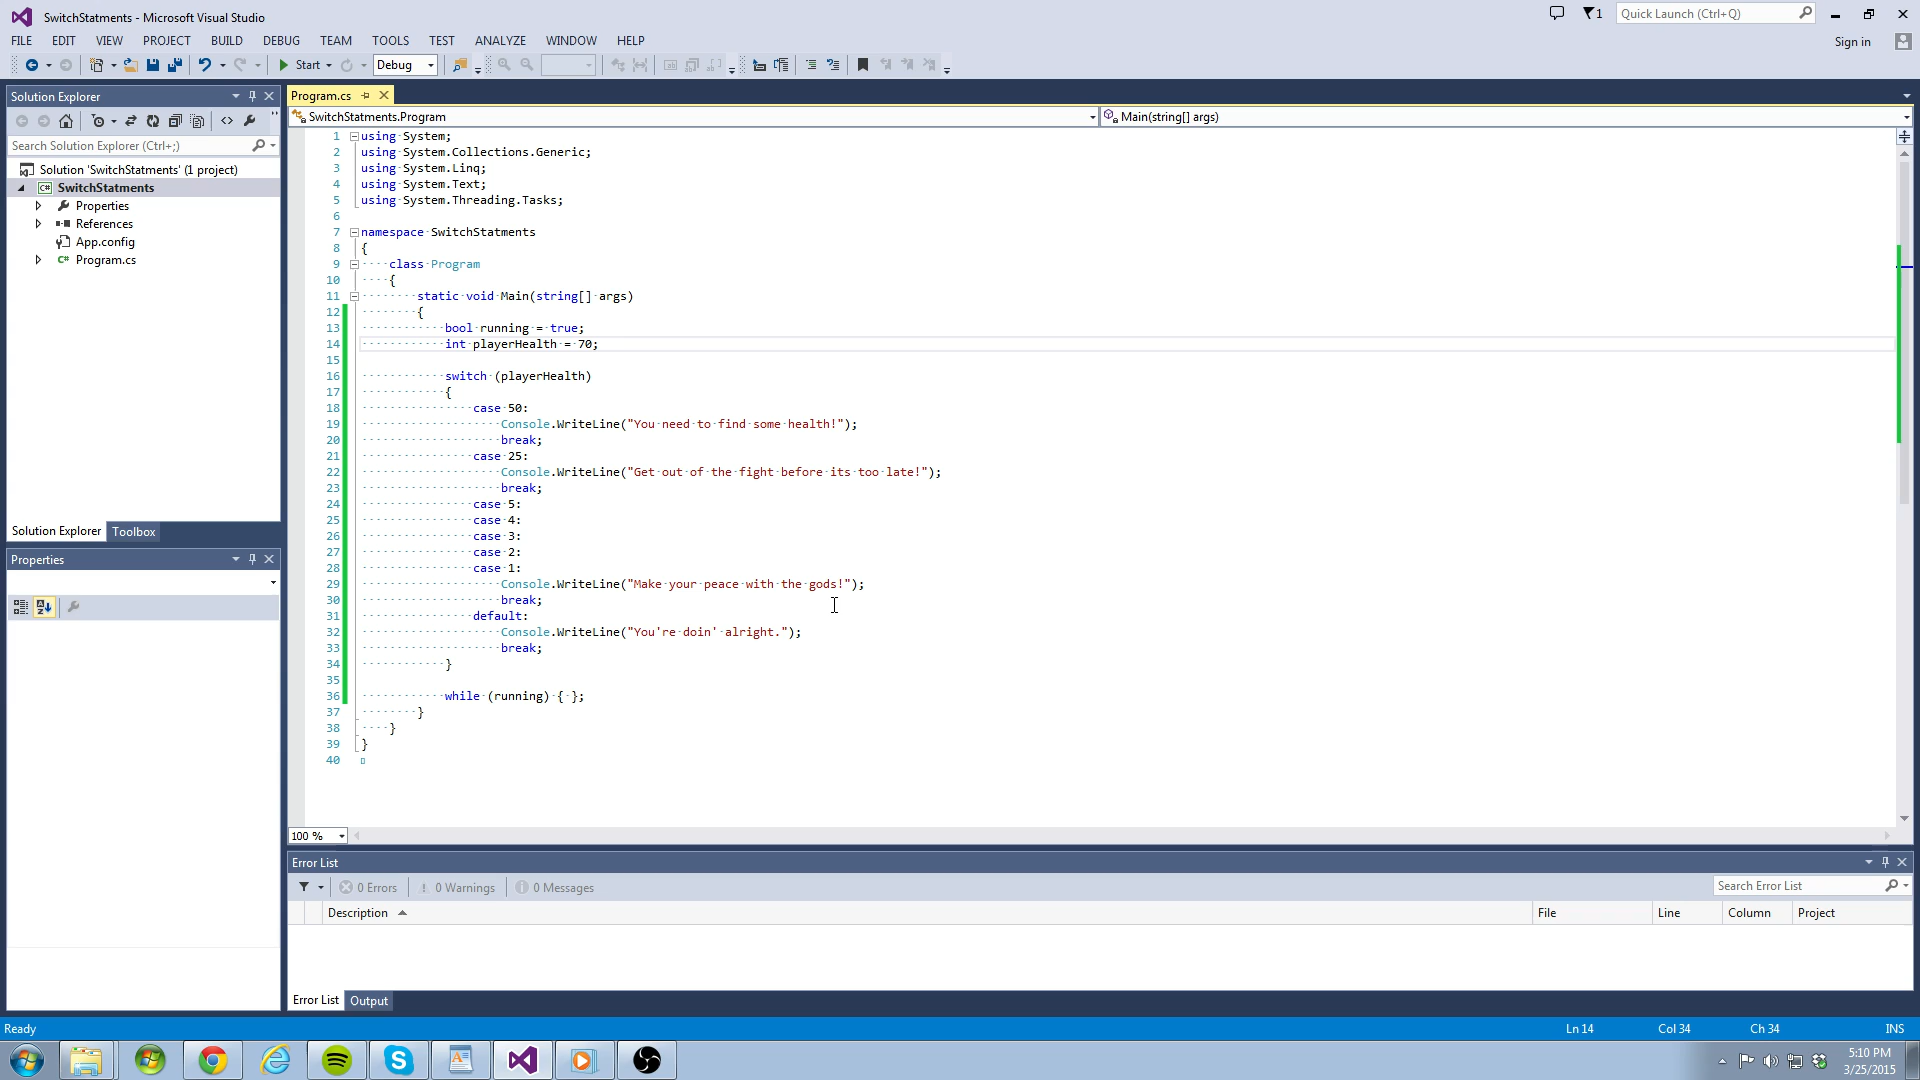 SwitchStatments - Microsoft Visual Studio
1
Quick Launch (Ctrl+Q)
FILE EDIT VIEW PROJECT BUILD DEBUG TEAM TOOLS TEST ANALYZE WINDOW HELP
Sign in
Start
Debug
Solution Explorer
Search Solution Explorer (Ctrl+;)
Solution 'SwitchStatments' (1 project)
C# SwitchStatments
Properties
References
App.config
C# Program.cs
Solution Explorer Toolbox
Properties
Program.cs
SwitchStatments.Program
Main(string[] args)
1 using System;
2 using System.Collections.Generic;
3 using System.Linq;
4 using System.Text;
5 using System.Threading.Tasks;
6
7 namespace SwitchStatments
8 {
9 class Program
10 {
11 static void Main(string[] args)
12 {
13 bool running = true;
14 int playerHealth = 70;
15
16 switch (playerHealth)
17 {
18 case 50:
19 Console.WriteLine("You need to find some health!");
20 break;
21 case 25:
22 Console.WriteLine("Get out of the fight before its too late!");
23 break;
24 case 5:
25 case 4:
26 case 3:
27 case 2:
28 case 1:
29 Console.WriteLine("Make your peace with the gods!");
30 break;
31 default:
32 Console.WriteLine("You're doin' alright.");
33 break;
34 }
35
36 while (running) { };
37 }
38 }
39 }
40
100 %
Error List
0 Errors 0 Warnings 0 Messages
Search Error List
Description File Line Column Project
Error List Output
Ready Ln 14 Col 34 Ch 34 INS
5:10 PM
3/25/2015